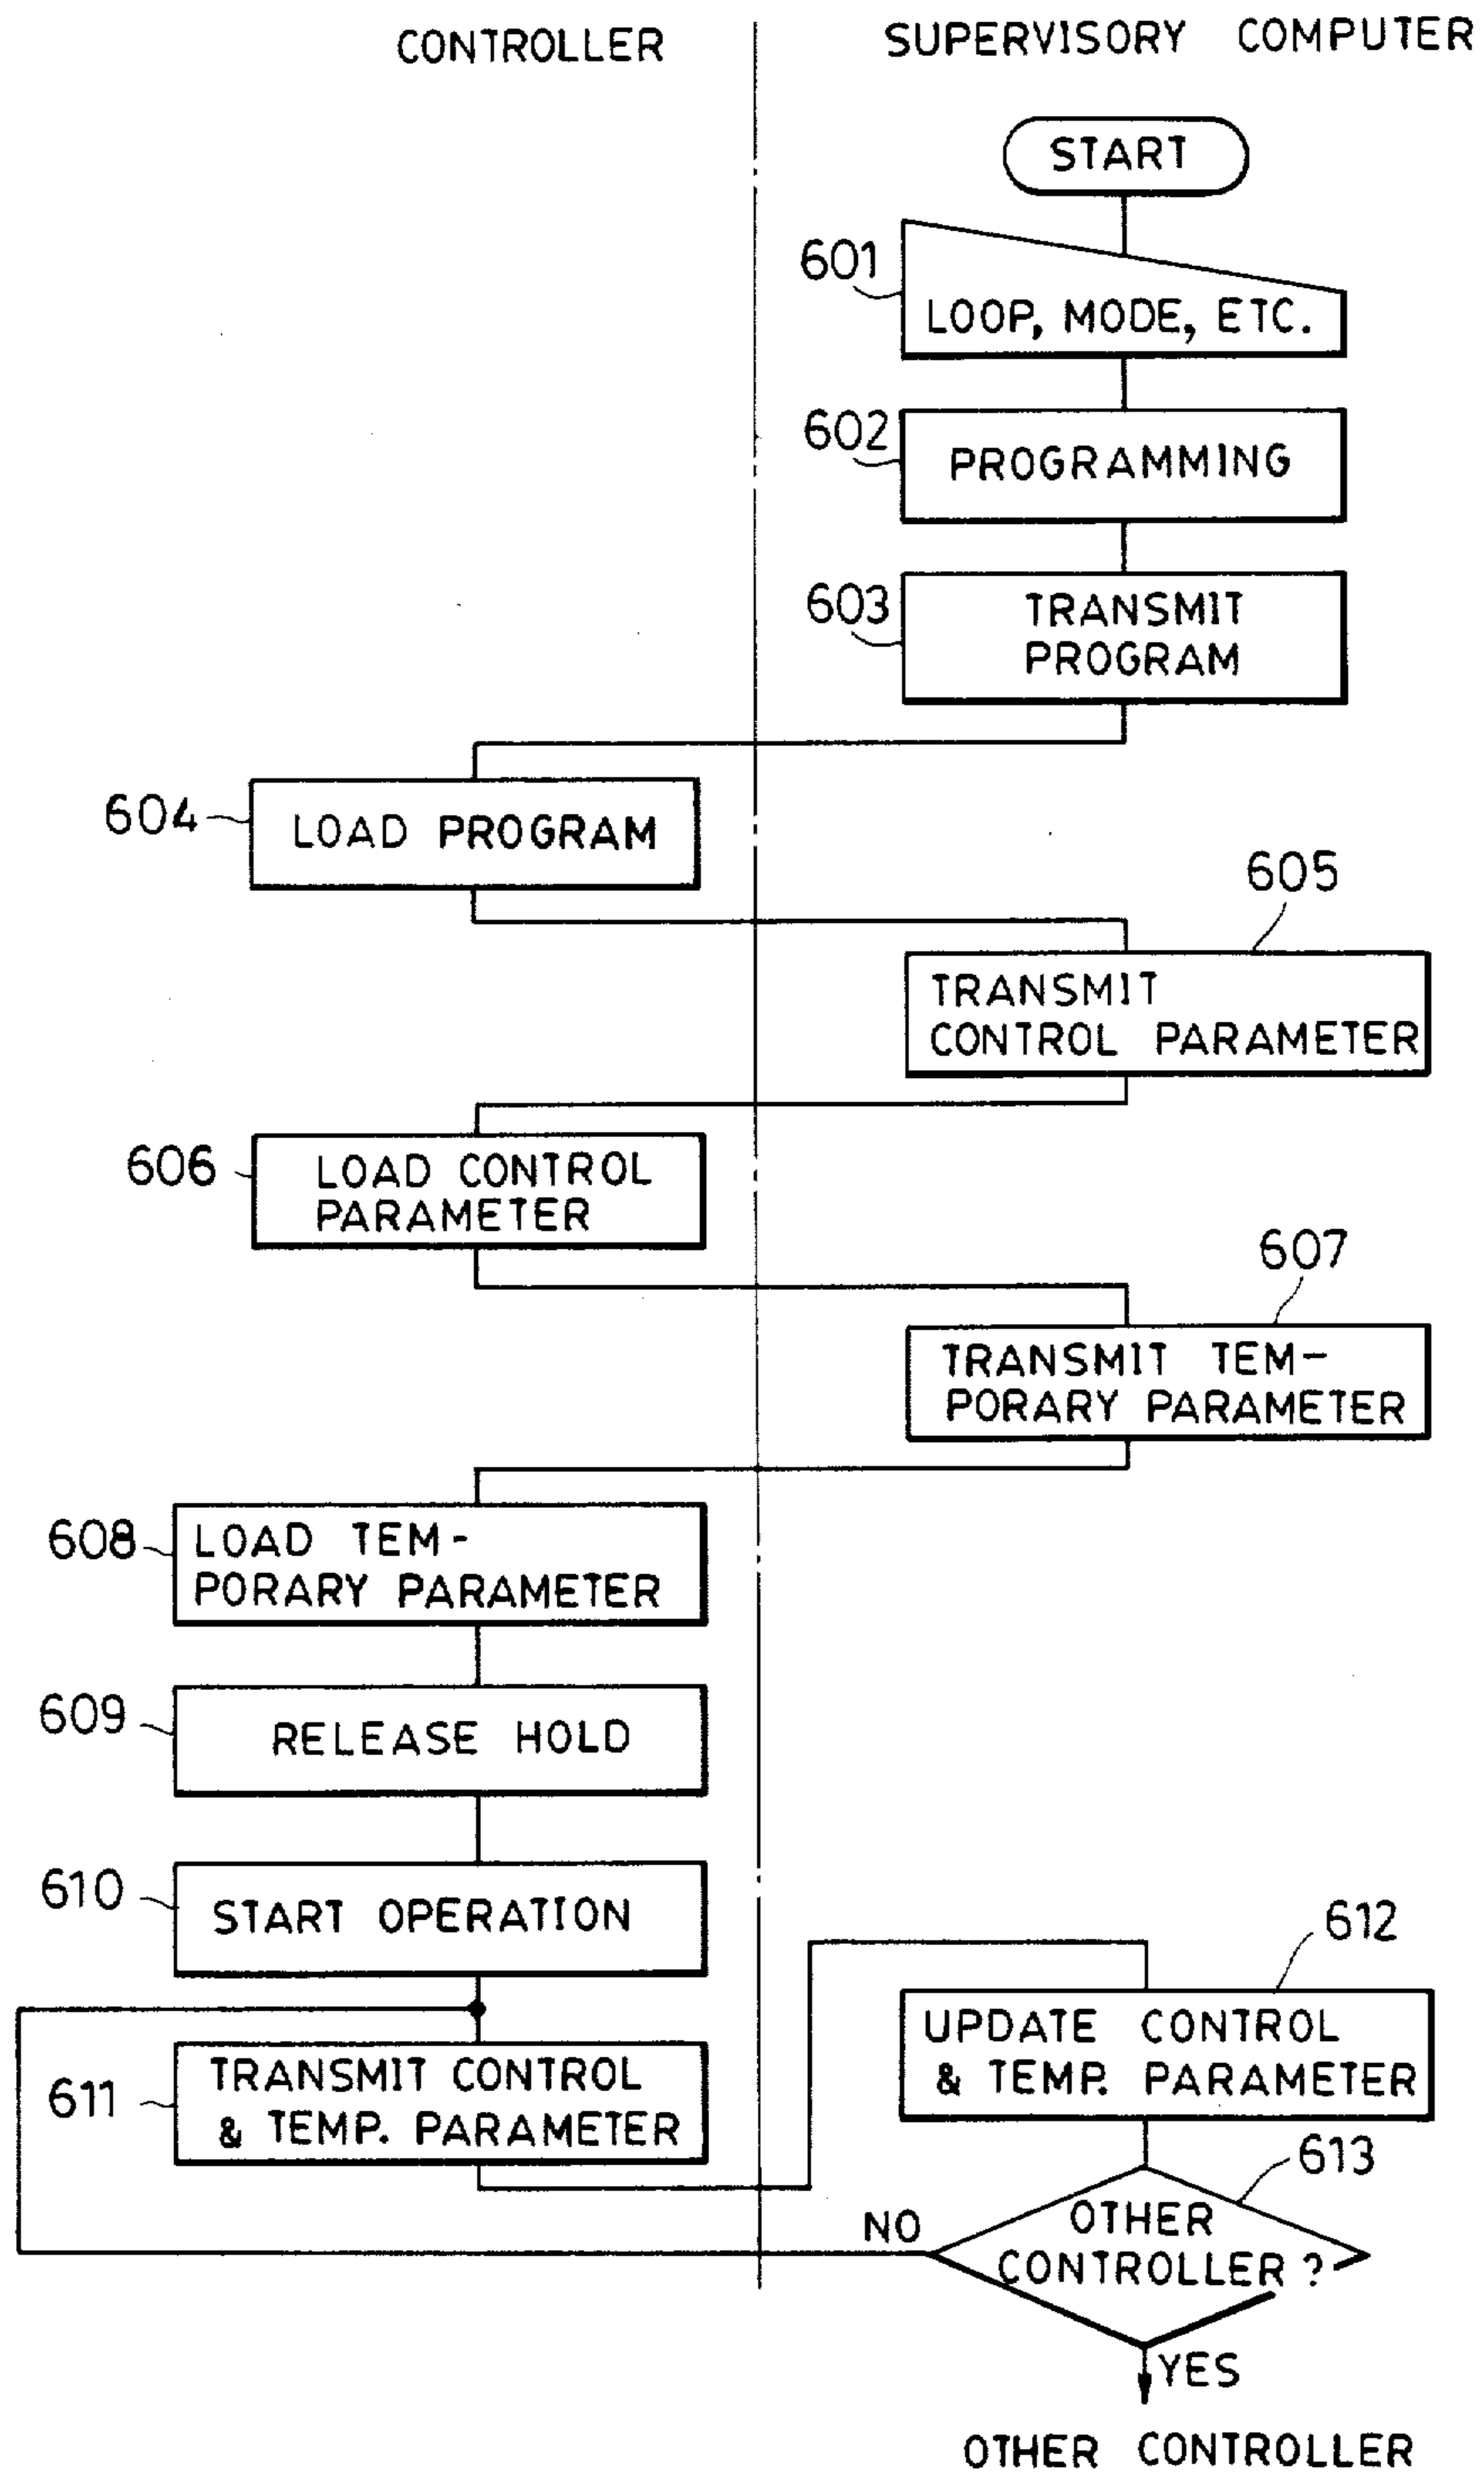 CONTROLLER
SUPERVISORY COMPUTER
START
601
LOOP, MODE, ETC.
602
PROGRAMMING
603
TRANSMIT
PROGRAM
604
LOAD PROGRAM
605
TRANSMIT
CONTROL PARAMETER
606
LOAD CONTROL
PARAMETER
607
TRANSMIT TEM-
PORARY PARAMETER
608
LOAD TEM-
PORARY PARAMETER
609
RELEASE HOLD
610
START OPERATION
611
TRANSMIT CONTROL
& TEMP. PARAMETER
612
UPDATE CONTROL
& TEMP. PARAMETER
613
OTHER
CONTROLLER ?
NO
YES
OTHER CONTROLLER